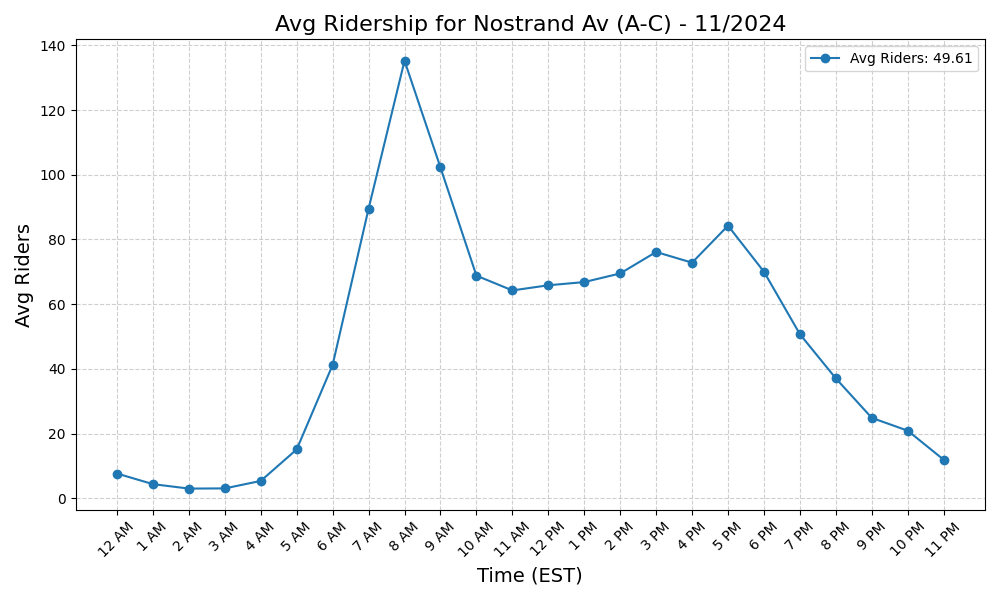 Avg Ridership for Nostrand Av (A-C) - 11/2024
Avg Riders: 49.61
Avg Riders
140
120
100
80
60
40
20
0
12 AM
1 AM
2 AM
3 AM
4 AM
5 AM
6 AM
7 AM
8 AM
9 AM
10 AM
11 AM
12 PM
1 PM
2 PM
3 PM
4 PM
5 PM
6 PM
7 PM
8 PM
9 PM
10 PM
11 PM
Time (EST)